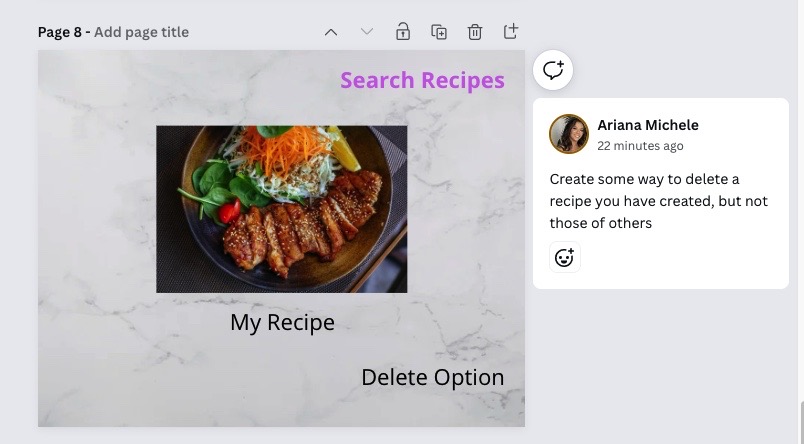 Page 8 - Add page title
Search Recipes
My Recipe
Delete Option
Ariana Michele
22 minutes ago
Create some way to delete a
recipe you have created, but not
those of others